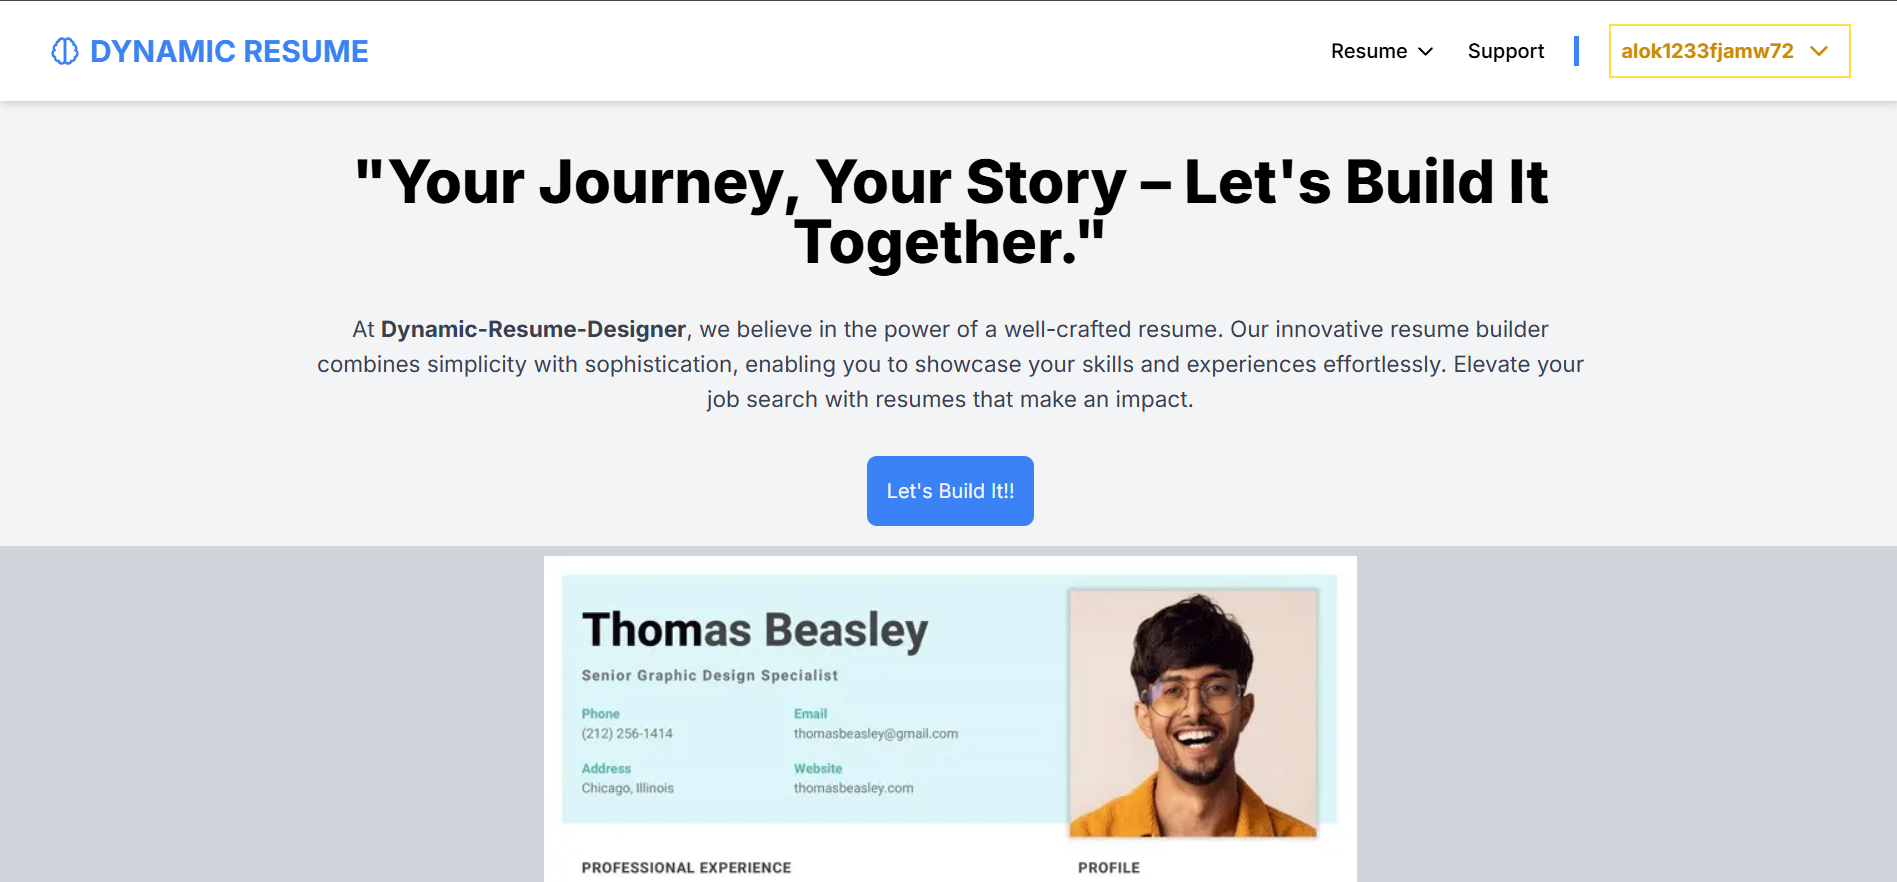 DYNAMIC RESUME
Resume
Support
alok1233fjamw72
"Your Journey, Your Story – Let's Build It
Together."
At Dynamic-Resume-Designer, we believe in the power of a well-crafted resume. Our innovative resume builder
combines simplicity with sophistication, enabling you to showcase your skills and experiences effortlessly. Elevate your
job search with resumes that make an impact.
Let's Build It!!
Thomas Beasley
Senior Graphic Design Specialist
Phone
(212) 256-1414
Email
thomasbeasley@gmail.com
Address
Chicago, Illinois
Website
thomasbeasley.com
PROFESSIONAL EXPERIENCE
PROFILE